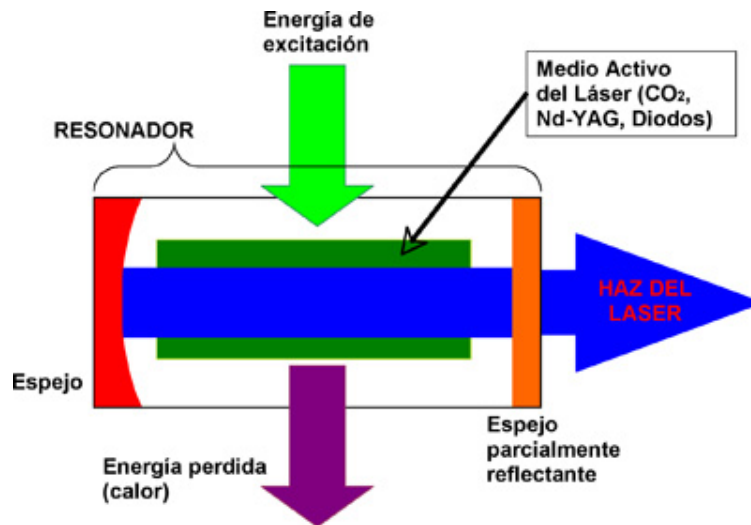 Energía de
excitación
Medio Activo
del Láser (CO₂,
Nd-YAG, Diodos)
RESONADOR
HAZ DEL
LASER
Espejo
Espejo
parcialmente
reflectante
Energía perdida
(calor)